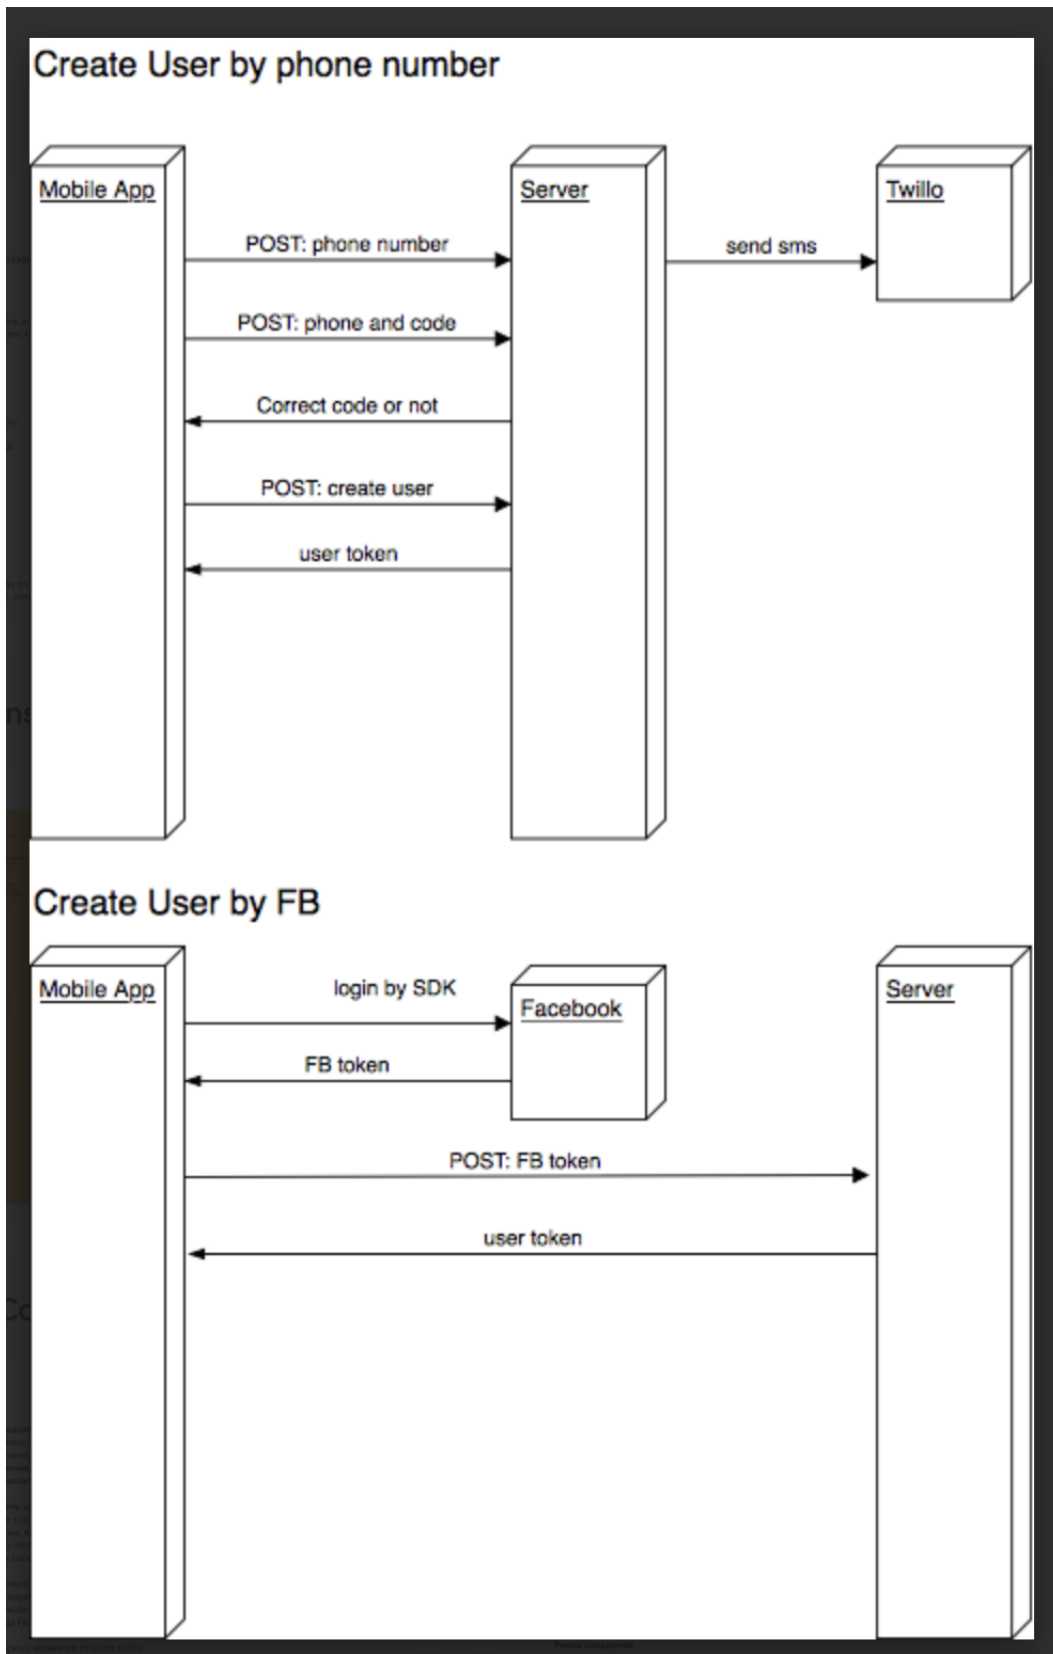 Create User by phone number
Mobile App
Server
Twillo
POST: phone number
send sms
POST: phone and code
Correct code or not
POST: create user
user token
Create User by FB
Mobile App
login by SDK
Facebook
Server
FB token
POST: FB token
user token